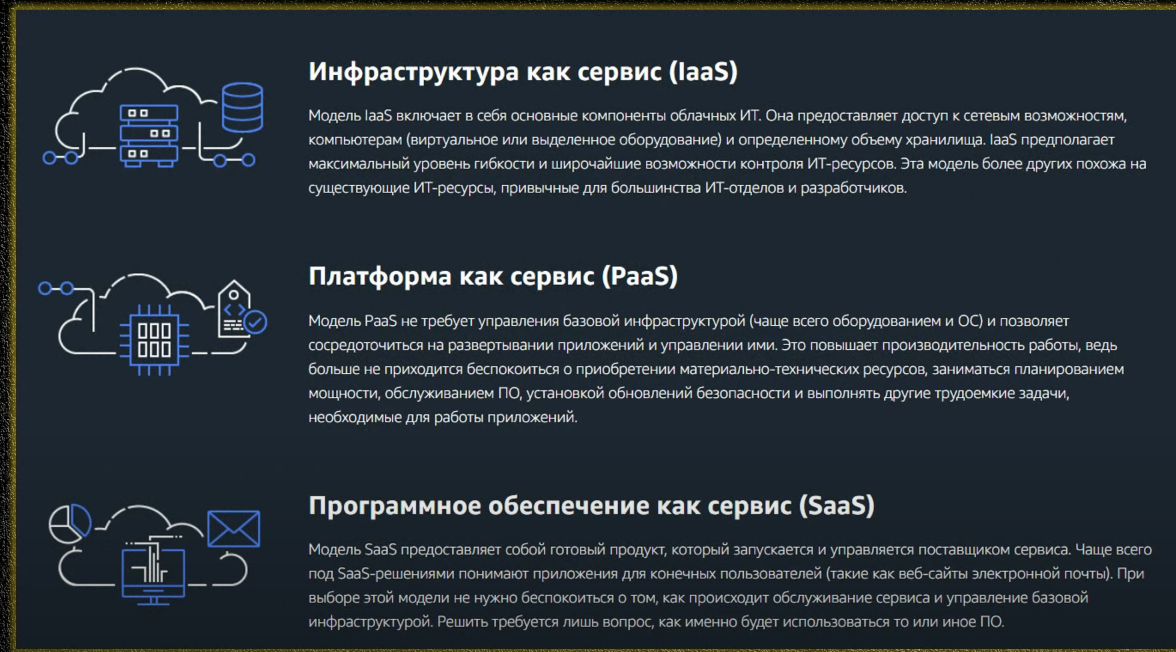 Инфраструктура как сервис (IaaS)
Модель IaaS включает в себя основные компоненты облачных ИТ. Она предоставляет доступ к сетевым возможностям,
компьютерам (виртуальное или выделенное оборудование) и определенному объему хранилища. IaaS предполагает
максимальный уровень гибкости и широчайшие возможности контроля ИТ-ресурсов. Эта модель более других похожа на
существующие ИТ-ресурсы, привычные для большинства ИТ-отделов и разработчиков.
Платформа как сервис (PaaS)
Модель PaaS не требует управления базовой инфраструктурой (чаще всего оборудованием и ОС) и позволяет
сосредоточиться на развертывании приложений и управлении ими. Это повышает производительность работы, ведь
больше не приходится беспокоиться о приобретении материально-технических ресурсов, заниматься планированием
мощности, обслуживанием ПО, установкой обновлений безопасности и выполнять другие трудоемкие задачи,
необходимые для работы приложений.
Программное обеспечение как сервис (SaaS)
Модель SaaS предоставляет собой готовый продукт, который запускается и управляется поставщиком сервиса. Чаще всего
под SaaS-решениями понимают приложения для конечных пользователей (такие как веб-сайты электронной почты). При
выборе этой модели не нужно беспокоиться о том, как происходит обслуживание сервиса и управление базовой
инфраструктурой. Решить требуется лишь вопрос, как именно будет использоваться то или иное ПО.